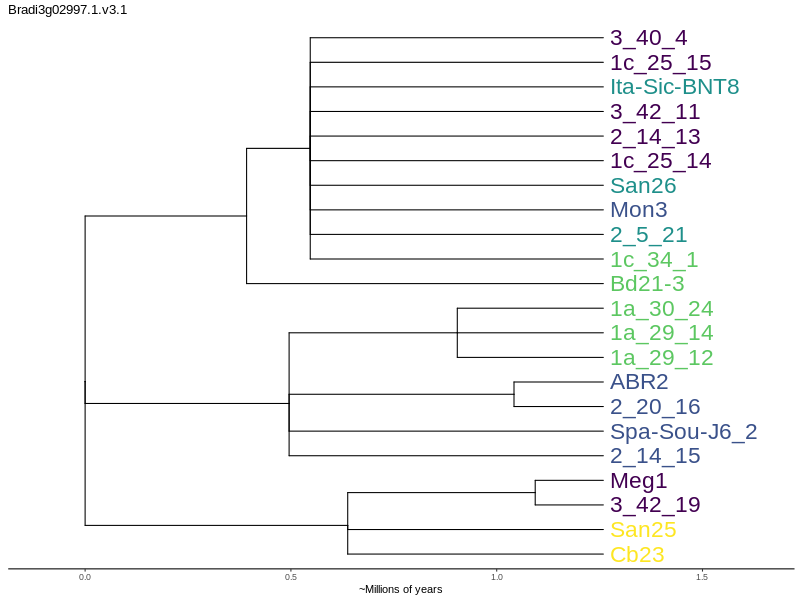 Bradi3g02997.1.v3.1
3_40_4
1c_25_15
Ita-Sic-BNT8
3_42_11
2_14_13
1c_25_14
San26
Mon3
2_5_21
1c_34_1
Bd21-3
1a_30_24
1a_29_14
1a_29_12
ABR2
2_20_16
Spa-Sou-J6_2
2_14_15
Meg1
3_42_19
San25
Cb23
0.0 0.5 1.0 1.5
~Millions of years